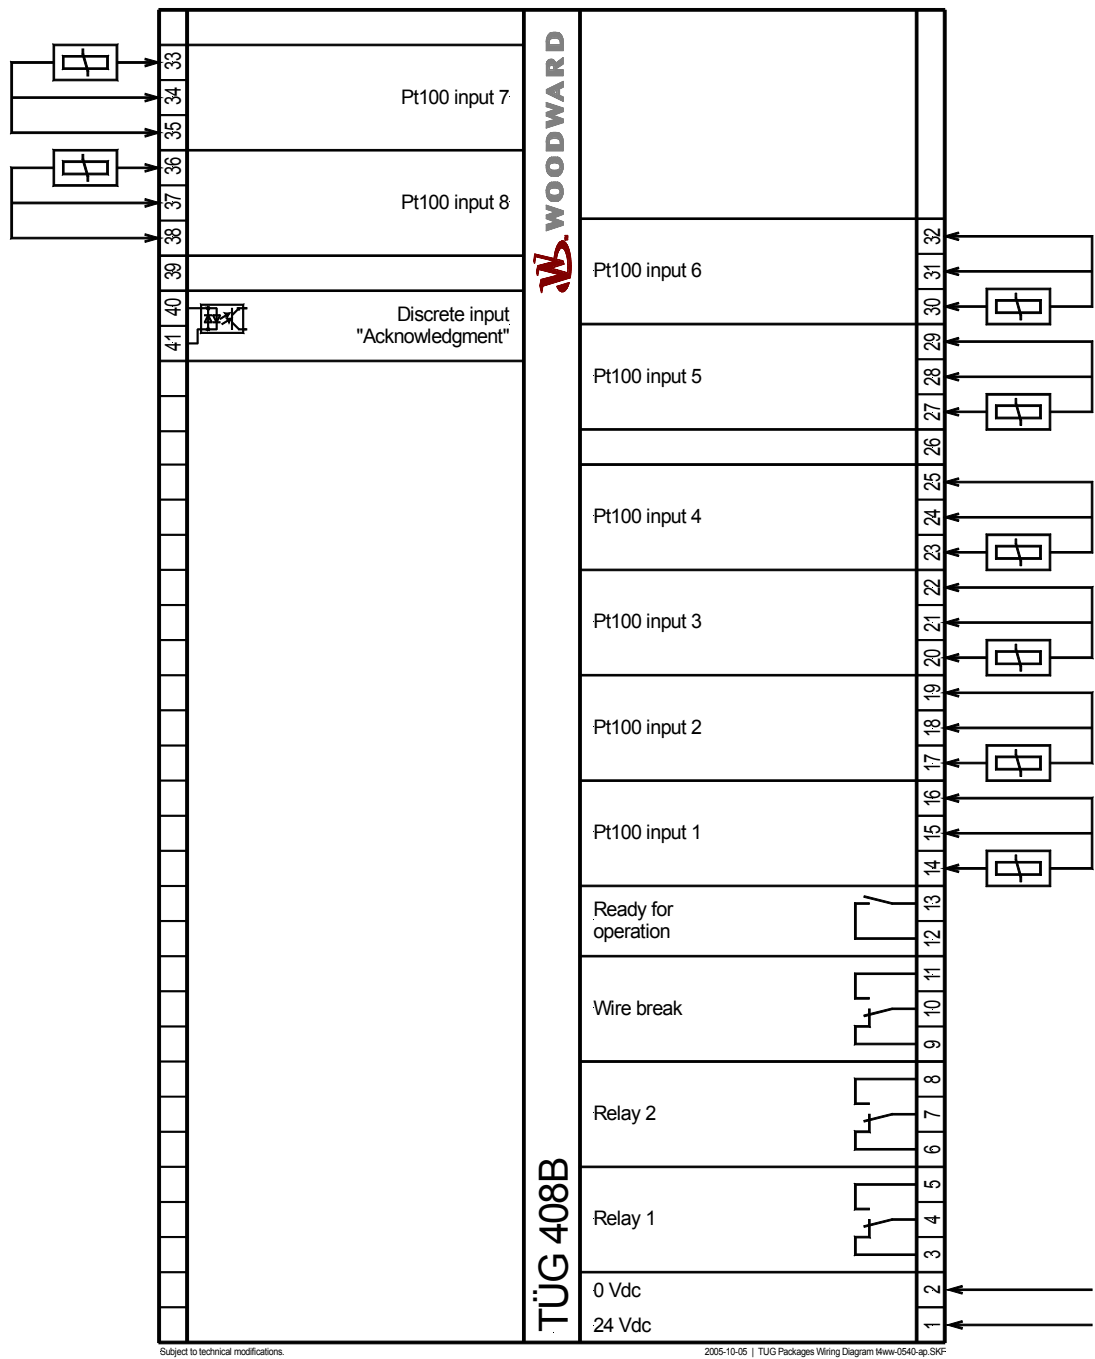 33
34
35
Pt100 input 7
36
37
38
Pt100 input 8
39
40
41
Discrete input
"Acknowledgment"
WOODWARD
TÜG 408B
32
31
30
Pt100 input 6
29
28
27
Pt100 input 5
26
25
24
23
Pt100 input 4
22
21
20
Pt100 input 3
19
18
17
Pt100 input 2
16
15
14
Pt100 input 1
13
12
Ready for
operation
11
10
9
Wire break
8
7
6
Relay 2
5
4
3
Relay 1
2
0 Vdc
1
24 Vdc
Subject to technical modifications.
2005-10-05 | TUG Packages Wiring Diagram t4ww-0540-ap.SKF